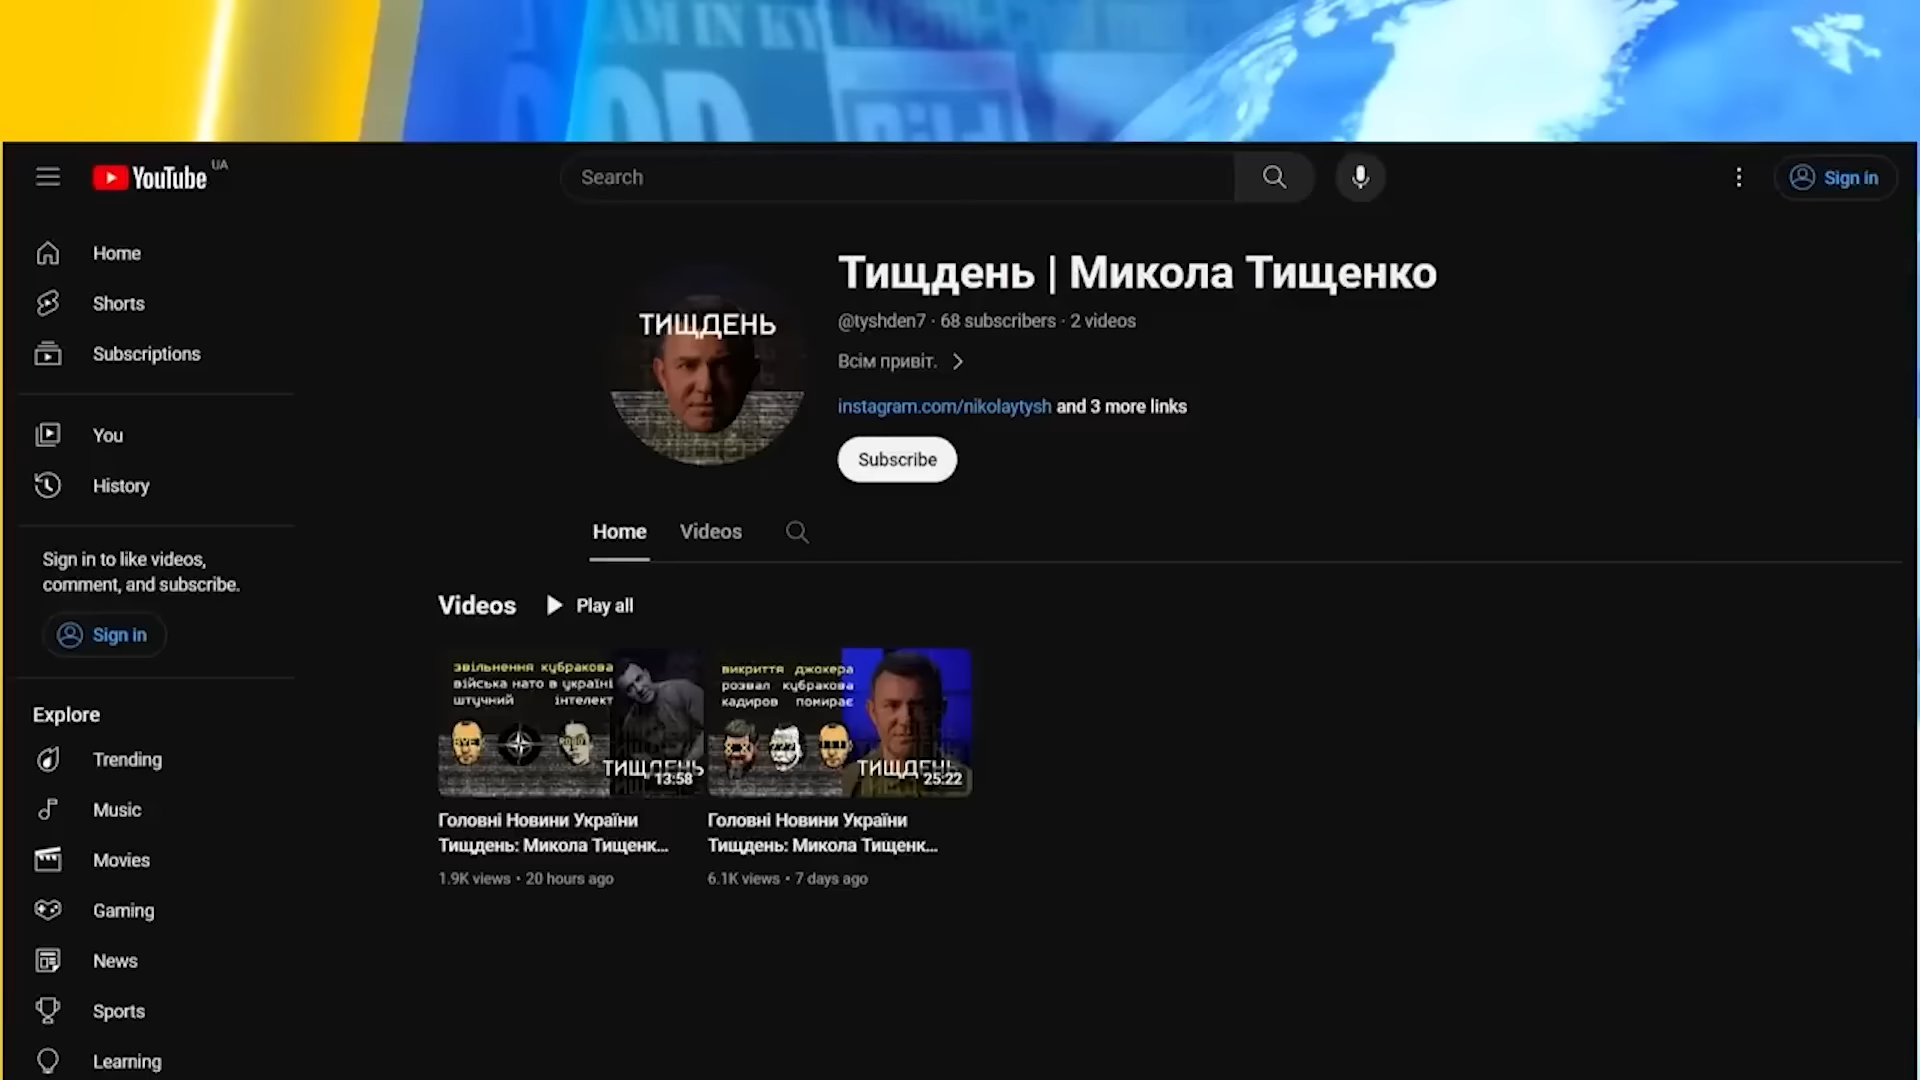 UA
YouTube
Search
Sign in
Home
Shorts
Subscriptions
You
History
Sign in to like videos,
comment, and subscribe.
Sign in
Explore
Trending
Music
Movies
Gaming
News
Sports
Learning
ТИЩДЕНЬ
Тищдень | Микола Тищенко
@tyshden7 · 68 subscribers · 2 videos
Всім привіт.
instagram.com/nikolaytysh and 3 more links
Subscribe
Home
Videos
Videos
Play all
звільнення кубракова
війська нато в україні
штучний інтелект
BYE
ТИЩДЕНЬ
13:58
Головні Новини України
Тищдень: Микола Тищенк...
1.9K views • 20 hours ago
викриття джокера
розвал кубракова
кадиров помирає
ТИЩДЕНЬ
25:22
Головні Новини України
Тищдень: Микола Тищенк...
6.1K views • 7 days ago